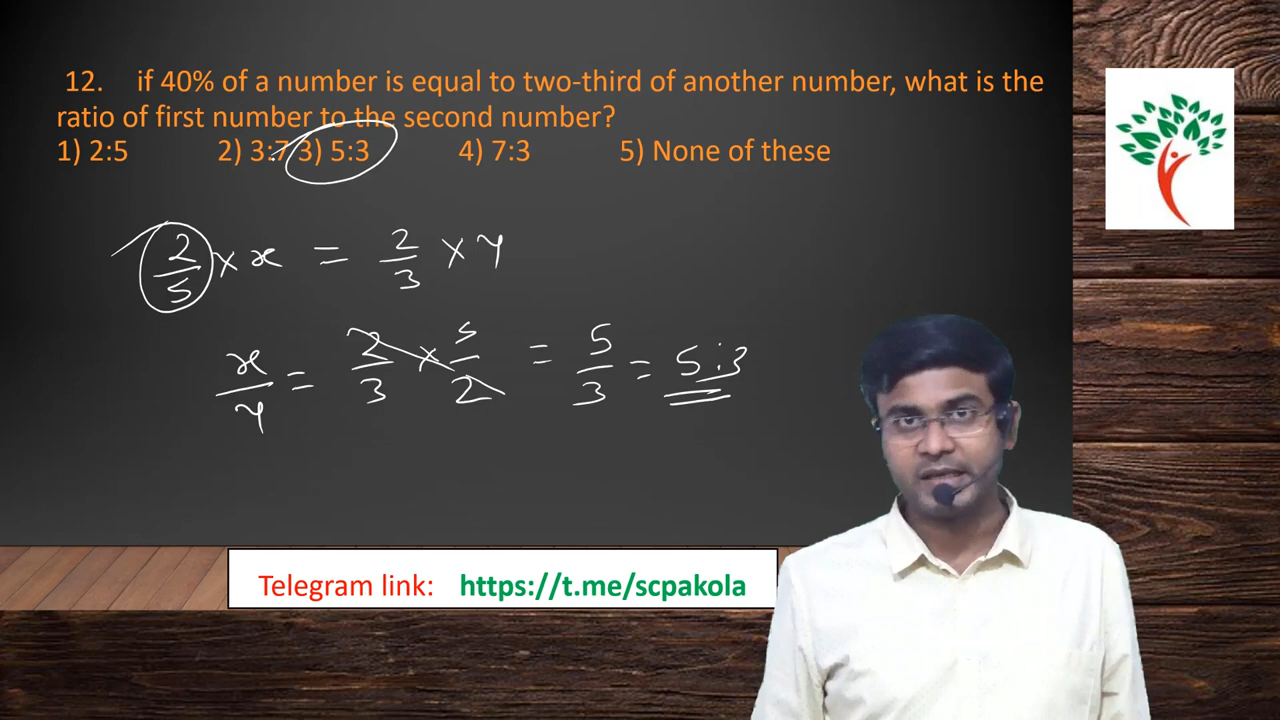 12. if 40% of a number is equal to two-third of another number, what is the
ratio of first number to the second number?
1) 2:5 2) 3:7 3) 5:3 4) 7:3 5) None of these
2/5 × x = 2/3 × y
x/y = 2/3 × 5/2 = 5/3 = 5:3
Telegram link: https://t.me/scpakola